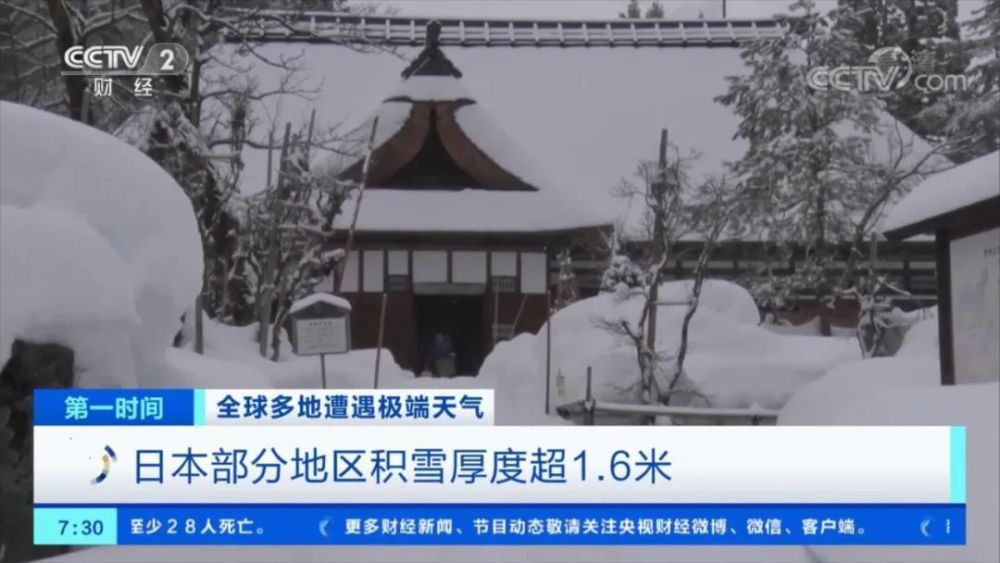 CCTV 2
财经
CCTV.com
第一时间
全球多地遭遇极端天气
日本部分地区积雪厚度超1.6米
7:30
至少28人死亡。
更多财经新闻、节目动态敬请关注央视财经微博、微信、客户端。